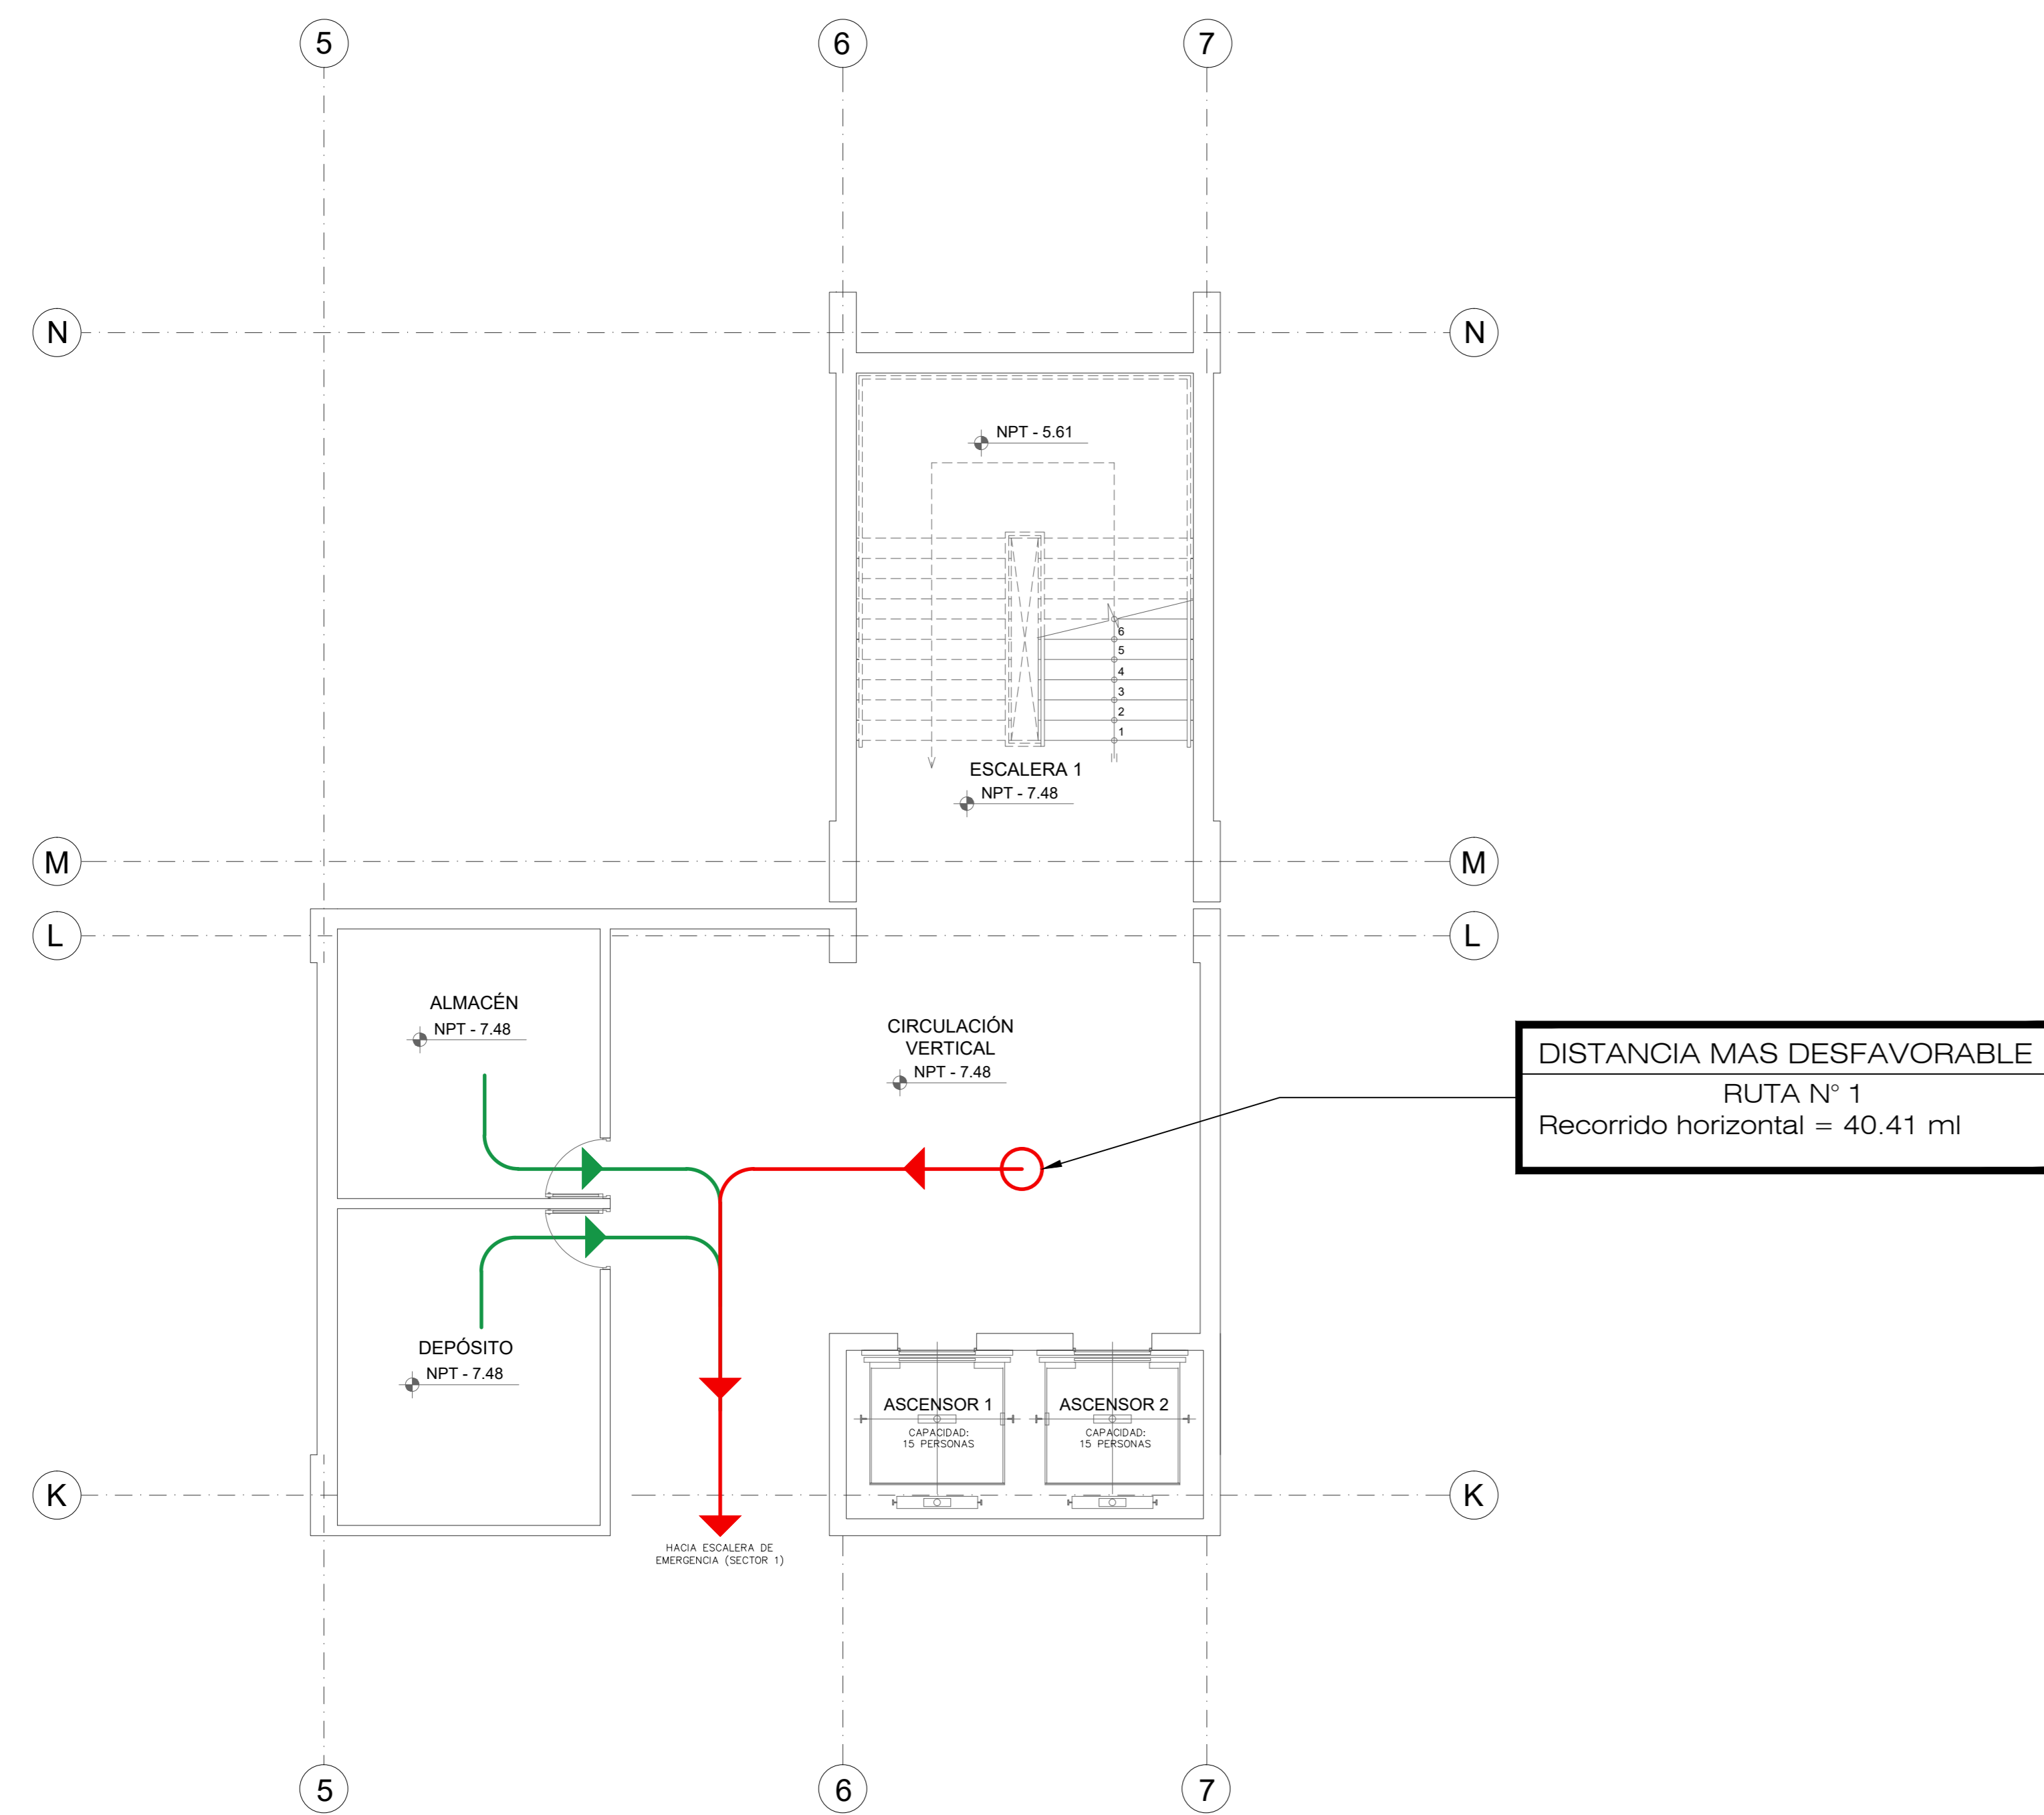 5 6 7
N N
NPT - 5.61
6
5
4
3
2
1
ESCALERA 1
NPT - 7.48
M M
L L
ALMACÉN
NPT - 7.48
CIRCULACIÓN
VERTICAL
NPT - 7.48
DISTANCIA MAS DESFAVORABLE
RUTA N° 1
Recorrido horizontal = 40.41 ml
DEPÓSITO
NPT - 7.48
ASCENSOR 1
CAPACIDAD:
15 PERSONAS
ASCENSOR 2
CAPACIDAD:
15 PERSONAS
K K
HACIA ESCALERA DE
EMERGENCIA (SECTOR 1)
5 6 7